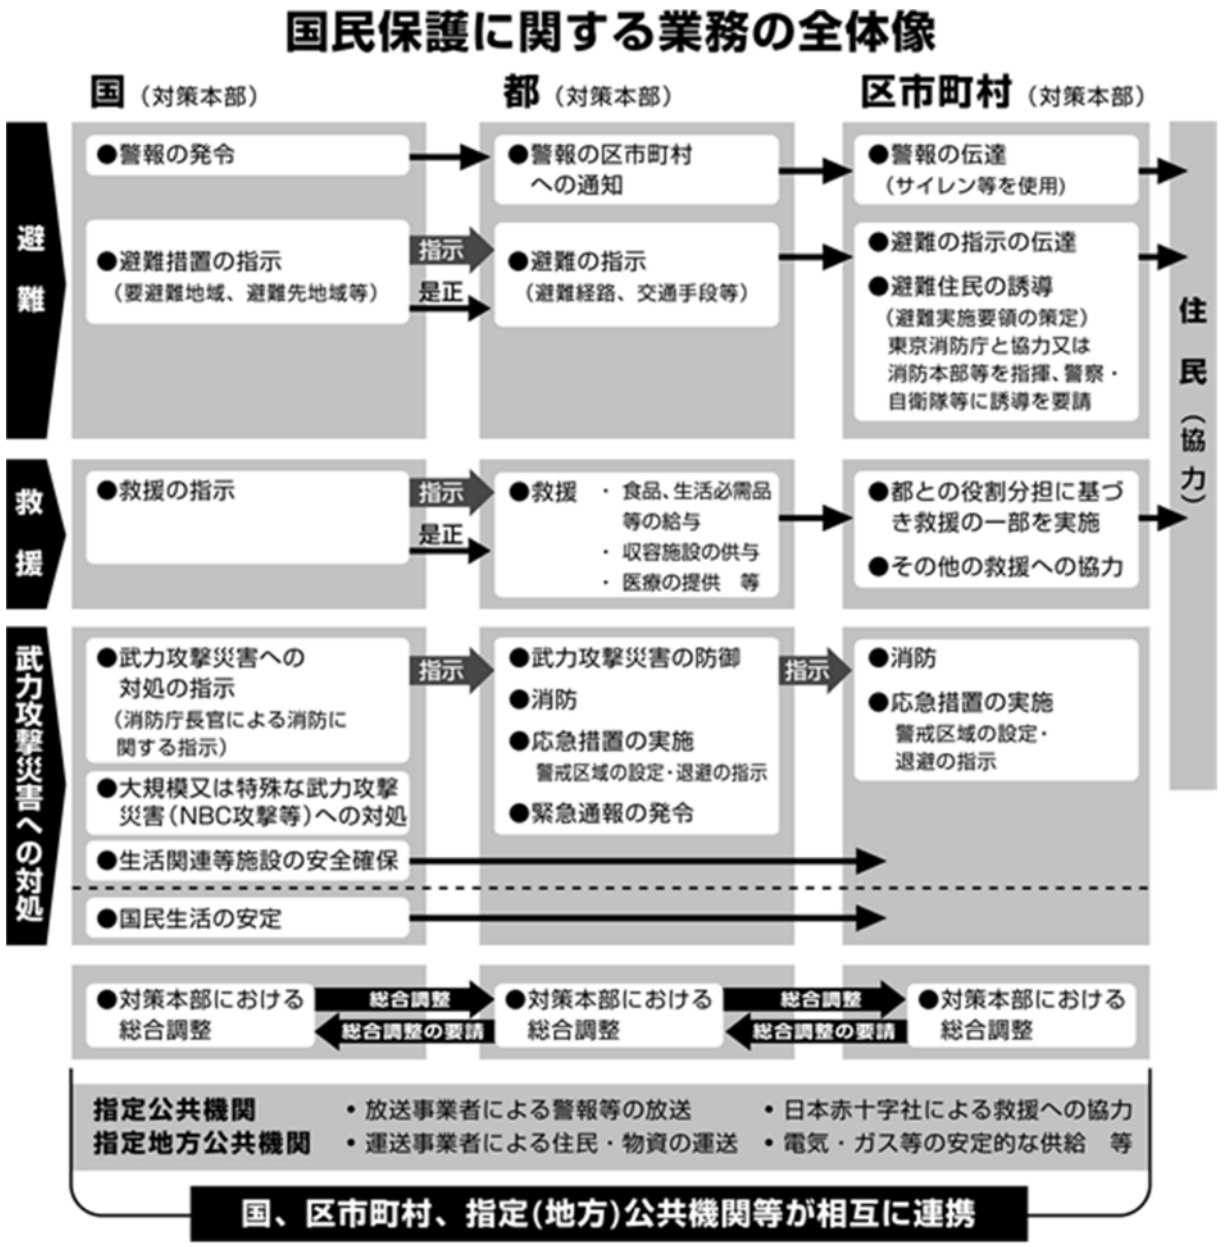 国民保護に関する業務の全体像
国（対策本部）
都（対策本部）
区市町村（対策本部）
避難
●警報の発令
●警報の区市町村
への通知
●警報の伝達
（サイレン等を使用)
●避難措置の指示
（要避難地域、避難先地域等）
指示
是正
●避難の指示
（避難経路、交通手段等）
●避難の指示の伝達
●避難住民の誘導
（避難実施要領の策定）
東京消防庁と協力又は
消防本部等を指揮、警察・
自衛隊等に誘導を要請
住民（協力）
救援
●救援の指示
指示
是正
●救援 ・食品、生活必需品
等の給与
・収容施設の供与
・医療の提供 等
●都との役割分担に基づ
き救援の一部を実施
●その他の救援への協力
武力攻撃災害への対処
●武力攻撃災害への
対処の指示
（消防庁長官による消防に
関する指示）
●大規模又は特殊な武力攻撃
災害（NBC攻撃等）への対処
●生活関連等施設の安全確保
●国民生活の安定
指示
●武力攻撃災害の防御
●消防
●応急措置の実施
警戒区域の設定・退避の指示
●緊急通報の発令
指示
●消防
●応急措置の実施
警戒区域の設定・
退避の指示
●対策本部における
総合調整
総合調整
総合調整の要請
●対策本部における
総合調整
総合調整
総合調整の要請
●対策本部における
総合調整
指定公共機関
指定地方公共機関
・放送事業者による警報等の放送
・運送事業者による住民・物資の運送
・日本赤十字社による救援への協力
・電気・ガス等の安定的な供給 等
国、区市町村、指定(地方)公共機関等が相互に連携